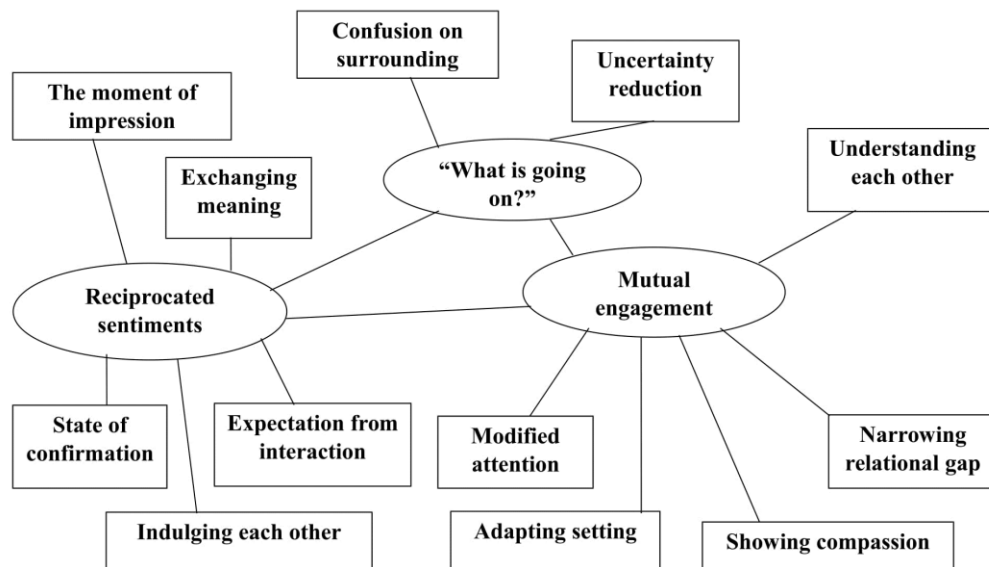 Confusion on
surrounding
Uncertainty
reduction
The moment of
impression
“What is going
on?”
Understanding
each other
Exchanging
meaning
Reciprocated
sentiments
Mutual
engagement
State of
confirmation
Expectation from
interaction
Modified
attention
Narrowing
relational gap
Indulging each other
Adapting setting
Showing compassion